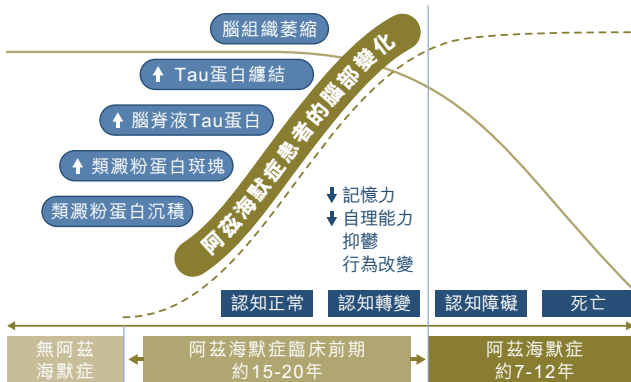 腦組織萎縮
Tau蛋白纏結
腦脊液Tau蛋白
類澱粉蛋白斑塊
類澱粉蛋白沉積
阿茲海默症患者的腦部變化
記憶力
自理能力
抑鬱
行為改變
認知正常
認知轉變
認知障礙
死亡
無阿茲
海默症
阿茲海默症臨床前期
約15-20年
阿茲海默症
約7-12年